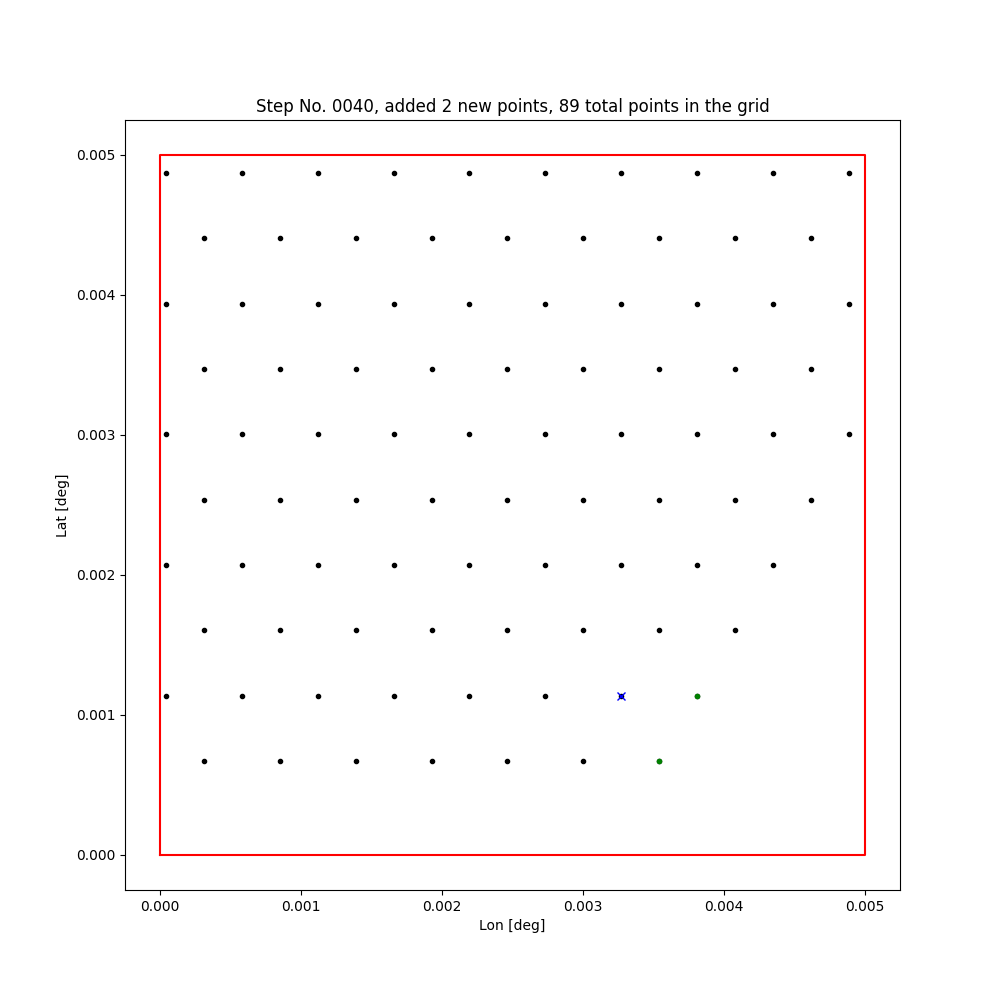 Step No. 0040, added 2 new points, 89 total points in the grid
0.005
0.004
0.003
0.002
0.001
0.000
Lat [deg]
0.000 0.001 0.002 0.003 0.004 0.005
Lon [deg]